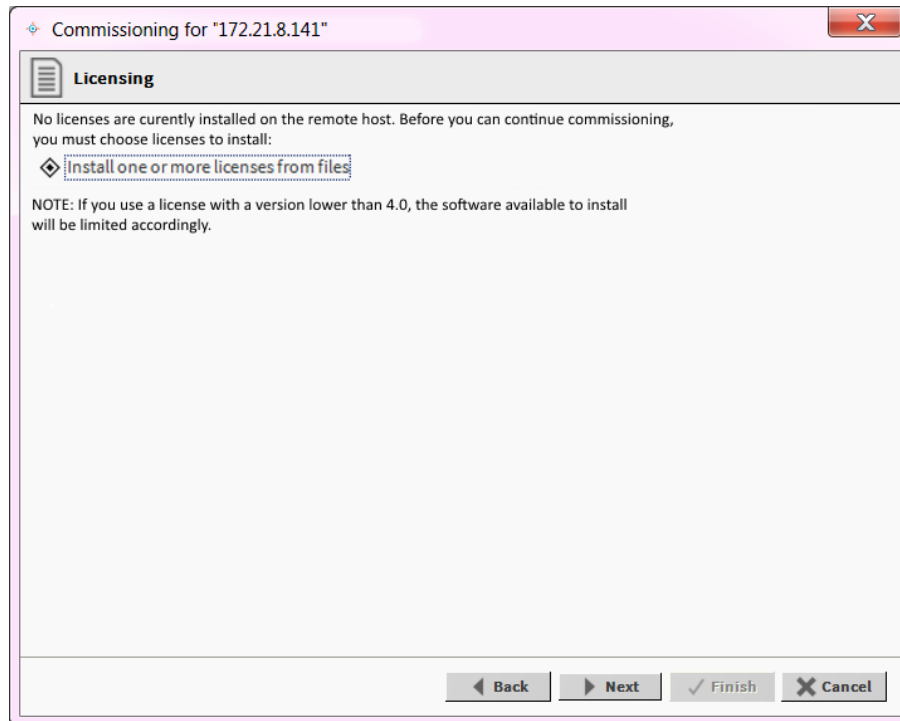 Commissioning for "172.21.8.141"
X
Licensing
No licenses are curently installed on the remote host. Before you can continue commissioning,
you must choose licenses to install:
Install one or more licenses from files
NOTE: If you use a license with a version lower than 4.0, the software available to install
will be limited accordingly.
Back Next Finish Cancel